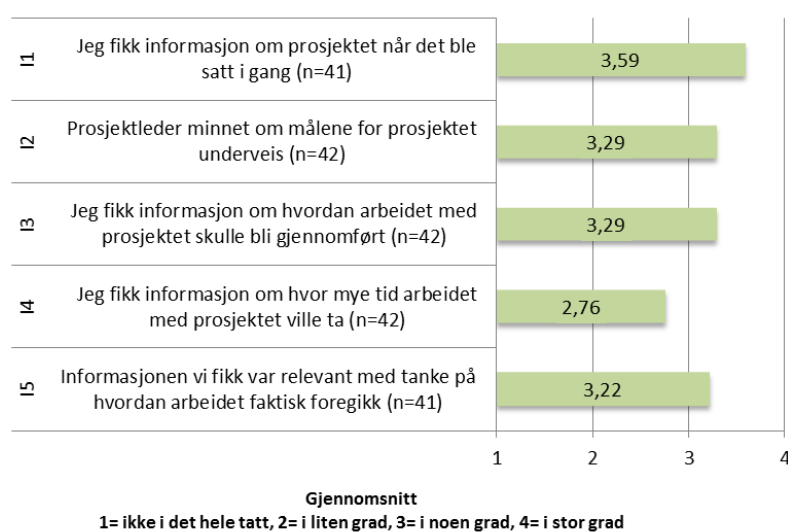 I1
Jeg fikk informasjon om prosjektet når det ble
satt i gang (n=41)
3,59
I2
Prosjektleder minnet om målene for prosjektet
underveis (n=42)
3,29
I3
Jeg fikk informasjon om hvordan arbeidet med
prosjektet skulle bli gjennomført (n=42)
3,29
I4
Jeg fikk informasjon om hvor mye tid arbeidet
med prosjektet ville ta (n=42)
2,76
I5
Informasjonen vi fikk var relevant med tanke på
hvordan arbeidet faktisk foregikk (n=41)
3,22
1 2 3 4
Gjennomsnitt
1= ikke i det hele tatt, 2= i liten grad, 3= i noen grad, 4= i stor grad